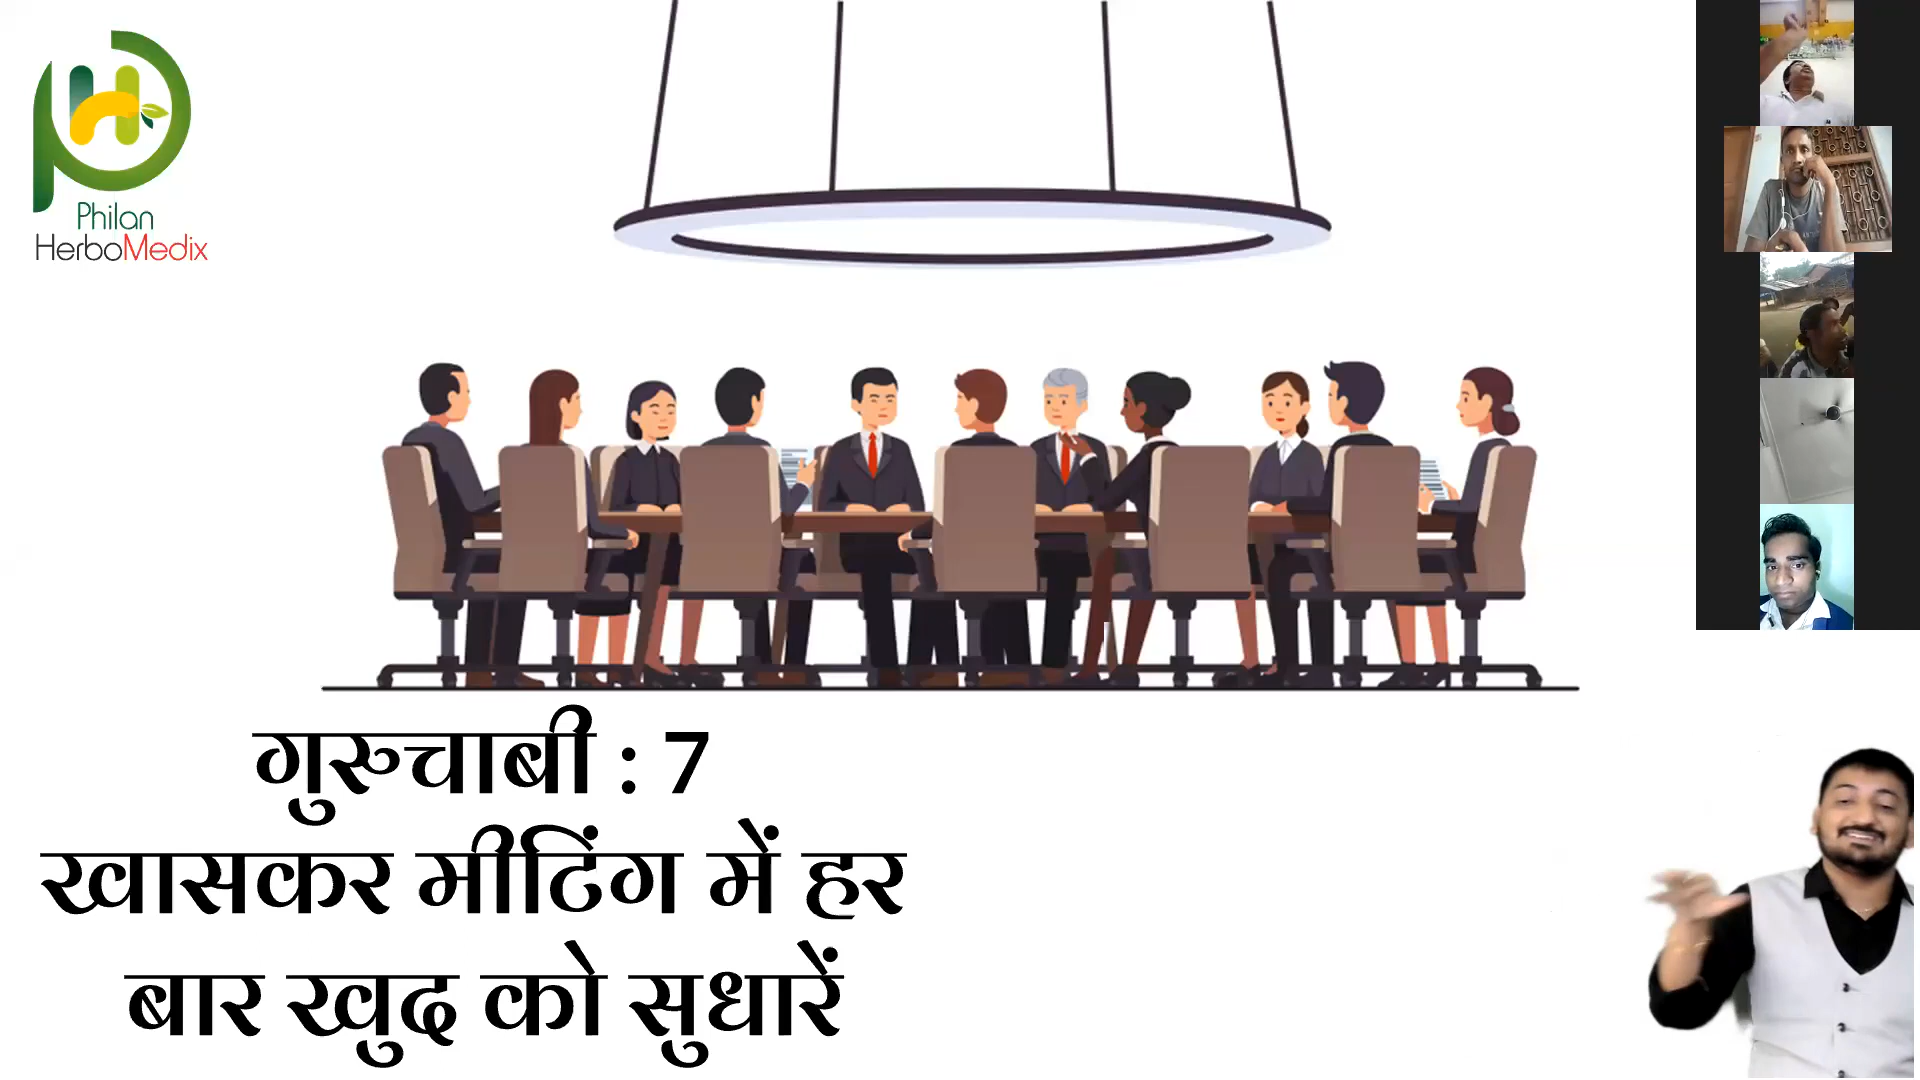 Philan
HerboMedix
गुरुचाबी : 7
खासकर मीटिंग में हर
बार खुद को सुधारें